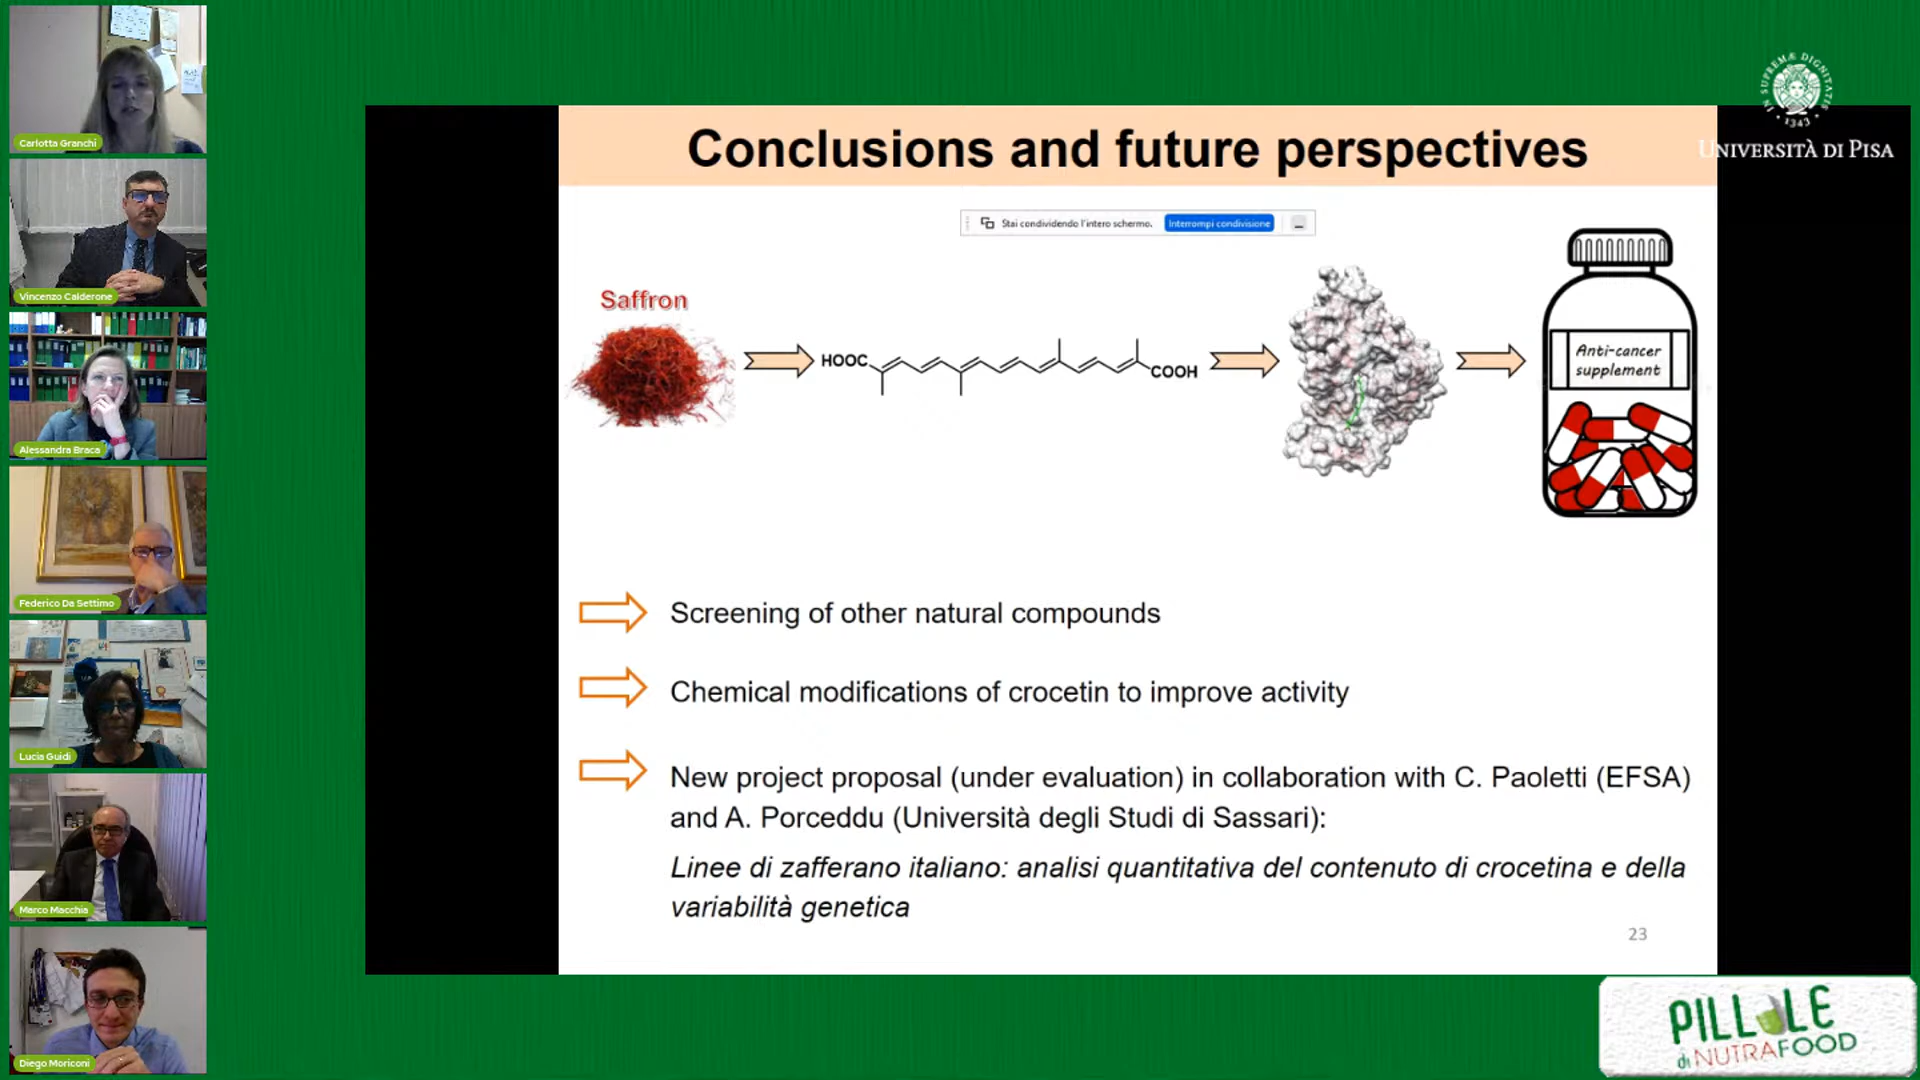 Carlotta Granchi
Vincenzo Calderone
Alessandra Braca
Federico Da Settimo
Lucia Guidi
Marco Macchia
Diego Moriconi
IN SUPREMÆ DIGNITATIS
1343
UNIVERSITÀ DI PISA
Conclusions and future perspectives
Stai condividendo l'intero schermo.
Interrompi condivisione
Saffron
HOOC
COOH
Anti-cancer
supplement
Screening of other natural compounds
Chemical modifications of crocetin to improve activity
New project proposal (under evaluation) in collaboration with C. Paoletti (EFSA)
and A. Porceddu (Università degli Studi di Sassari):
Linee di zafferano italiano: analisi quantitativa del contenuto di crocetina e della
variabilità genetica
23
PILLOLE
di NUTRAFOOD